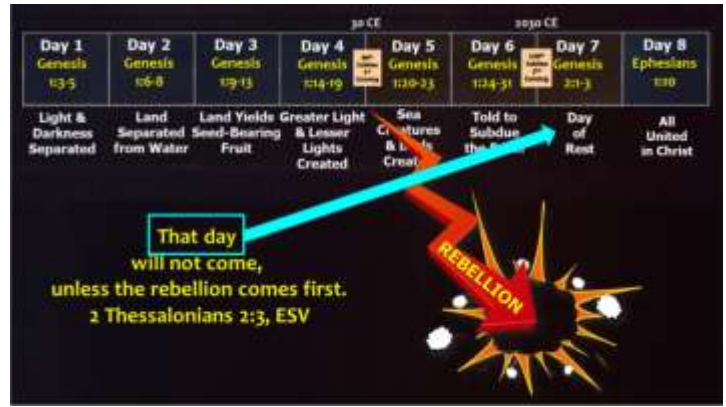 30 CE
2030 CE
Day 1
Genesis
1:3-5
Day 2
Genesis
1:6-8
Day 3
Genesis
1:9-13
Day 4
Genesis
1:14-19
Day 5
Genesis
1:20-23
Day 6
Genesis
1:24-31
Day 7
Genesis
2:1-3
Day 8
Ephesians
1:10
Light &
Darkness
Separated
Land
Separated
from Water
Land Yields
Seed-Bearing
Fruit
Greater Light
& Lesser
Lights
Created
Sea
Creatures
&
Told to
Subdue
the
Day
of
Rest
All
United
in Christ
That day
will not come,
unless the rebellion comes first.
2 Thessalonians 2:3, ESV
REBELLION